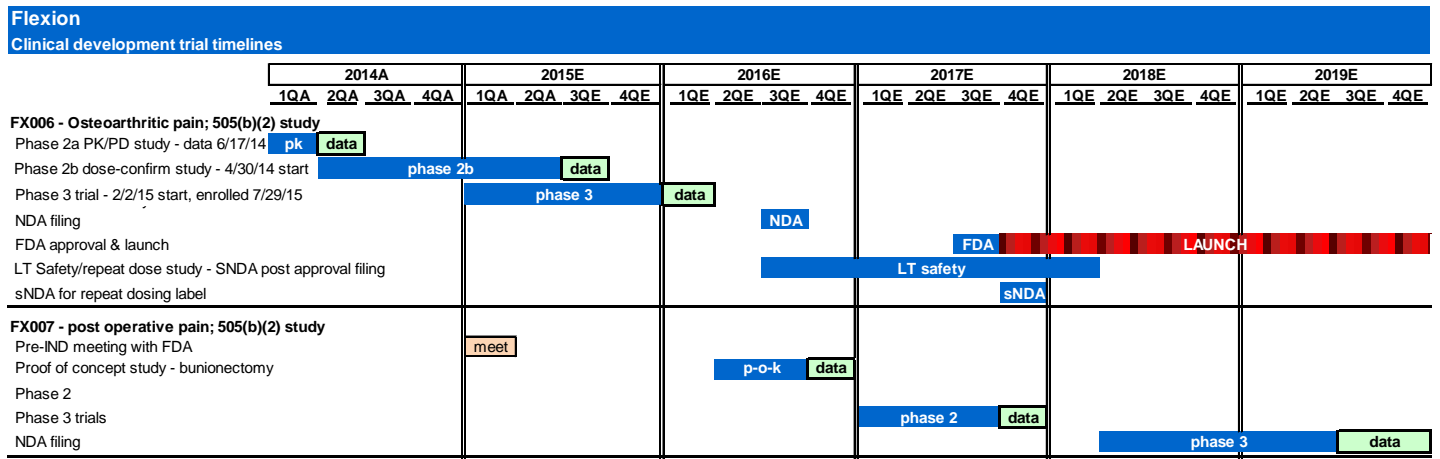 Flexion
Clinical development trial timelines
2014A 2015E 2016E 2017E 2018E 2019E
1QA 2QA 3QA 4QA 1QA 2QA 3QE 4QE 1QE 2QE 3QE 4QE 1QE 2QE 3QE 4QE 1QE 2QE 3QE 4QE 1QE 2QE 3QE 4QE
FX006 - Osteoarthritic pain; 505(b)(2) study
Phase 2a PK/PD study - data 6/17/14 pk data
Phase 2b dose-confirm study - 4/30/14 start phase 2b data
Phase 3 trial - 2/2/15 start, enrolled 7/29/15 phase 3 data
NDA filing NDA
FDA approval & launch FDA LAUNCH
LT Safety/repeat dose study - SNDA post approval filing LT safety
sNDA for repeat dosing label sNDA
FX007 - post operative pain; 505(b)(2) study
Pre-IND meeting with FDA meet
Proof of concept study - bunionectomy p-o-k data
Phase 2
Phase 3 trials phase 2 data
NDA filing phase 3 data